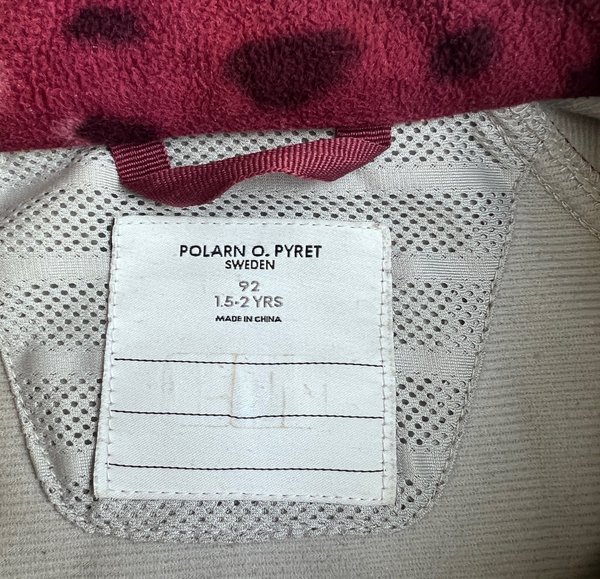 POLARN O. PYRET
SWEDEN
92
1.5-2 YRS
MADE IN CHINA